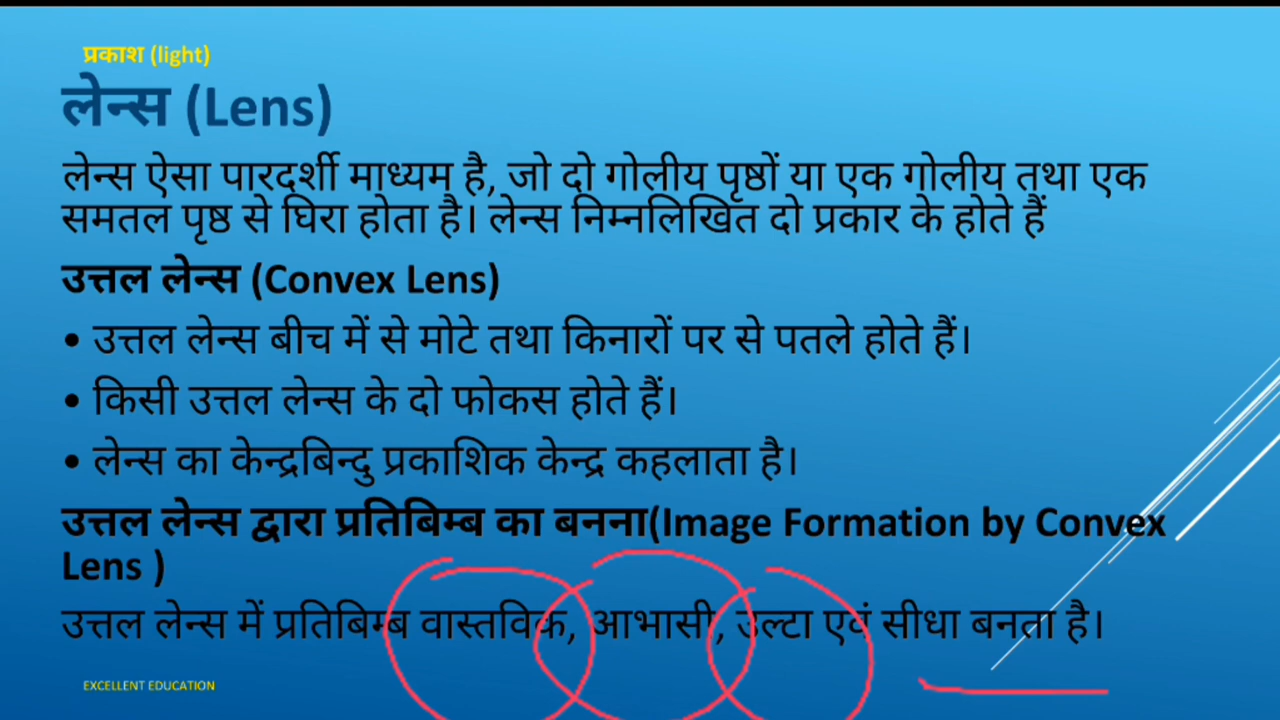 प्रकाश (light)
लेन्स (Lens)
लेन्स ऐसा पारदर्शी माध्यम है, जो दो गोलीय पृष्ठों या एक गोलीय तथा एक
समतल पृष्ठ से घिरा होता है। लेन्स निम्नलिखित दो प्रकार के होते हैं
उत्तल लेन्स (Convex Lens)
• उत्तल लेन्स बीच में से मोटे तथा किनारों पर से पतले होते हैं।
• किसी उत्तल लेन्स के दो फोकस होते हैं।
• लेन्स का केन्द्रबिन्दु प्रकाशिक केन्द्र कहलाता है।
उत्तल लेन्स द्वारा प्रतिबिम्ब का बनना(Image Formation by Convex
Lens )
उत्तल लेन्स में प्रतिबिम्ब वास्तविक, आभासी, उल्टा एवं सीधा बनता है।
EXCELLENT EDUCATION